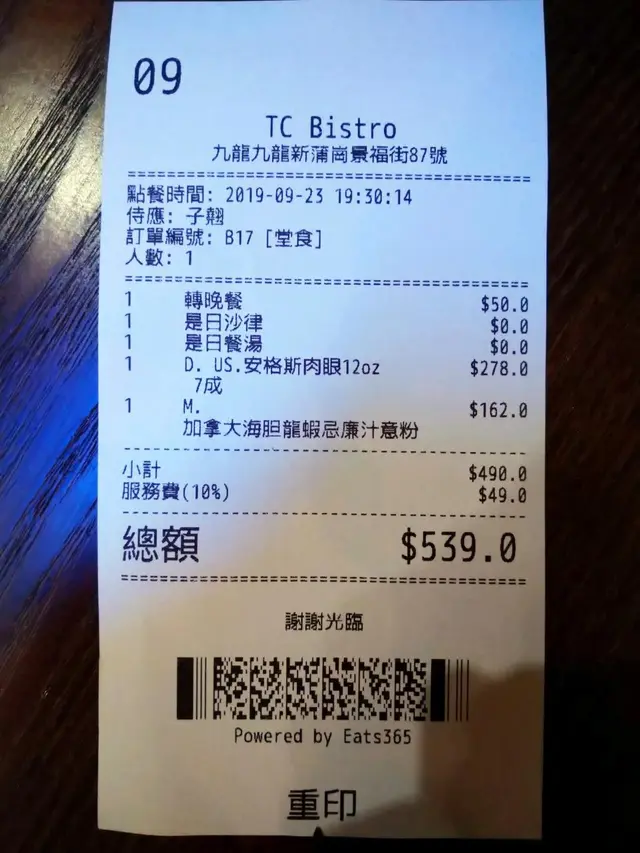 09
TC Bistro
九龍九龍新蒲崗景福街87號
點餐時間: 2019-09-23 19:30:14
侍應: 子翹
訂單編號: B17 [堂食]
人數: 1
1 轉晚餐 $50.0
1 是日沙律 $0.0
1 是日餐湯 $0.0
1 D. US.安格斯肉眼12oz $278.0
7成
1 M. $162.0
加拿大海胆龍蝦忌廉汁意粉
小計 $490.0
服務費(10%) $49.0
總額 $539.0
謝謝光臨
Powered by Eats365
重印